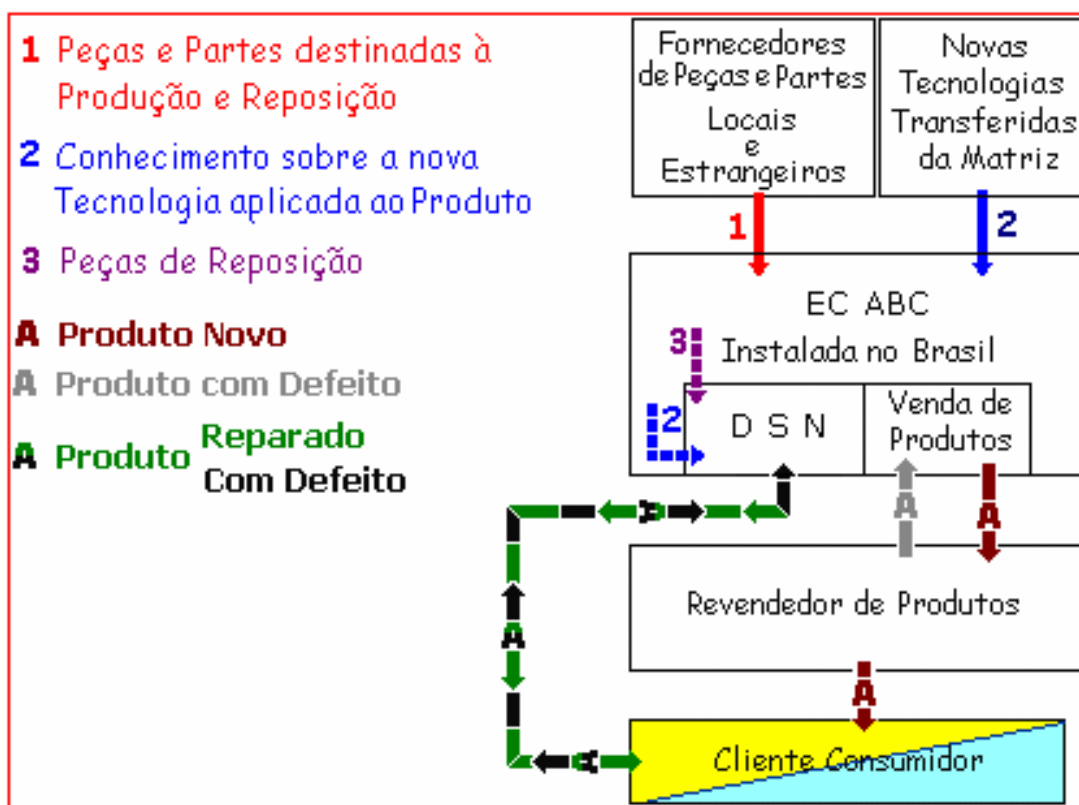 1 Peças e Partes destinadas à
Produção e Reposição
2 Conhecimento sobre a nova
Tecnologia aplicada ao Produto
3 Peças de Reposição
A Produto Novo
A Produto com Defeito
A Produto Reparado
Com Defeito
Fornecedores
de Peças e Partes
Locais
e
Estrangeiros
Novas
Tecnologias
Transferidas
da Matriz
1
2
EC ABC
Instalada no Brasil
3
2
D S N
Venda de
Produtos
A
A
A
Revendedor de Produtos
A
A
A
Cliente Consumidor